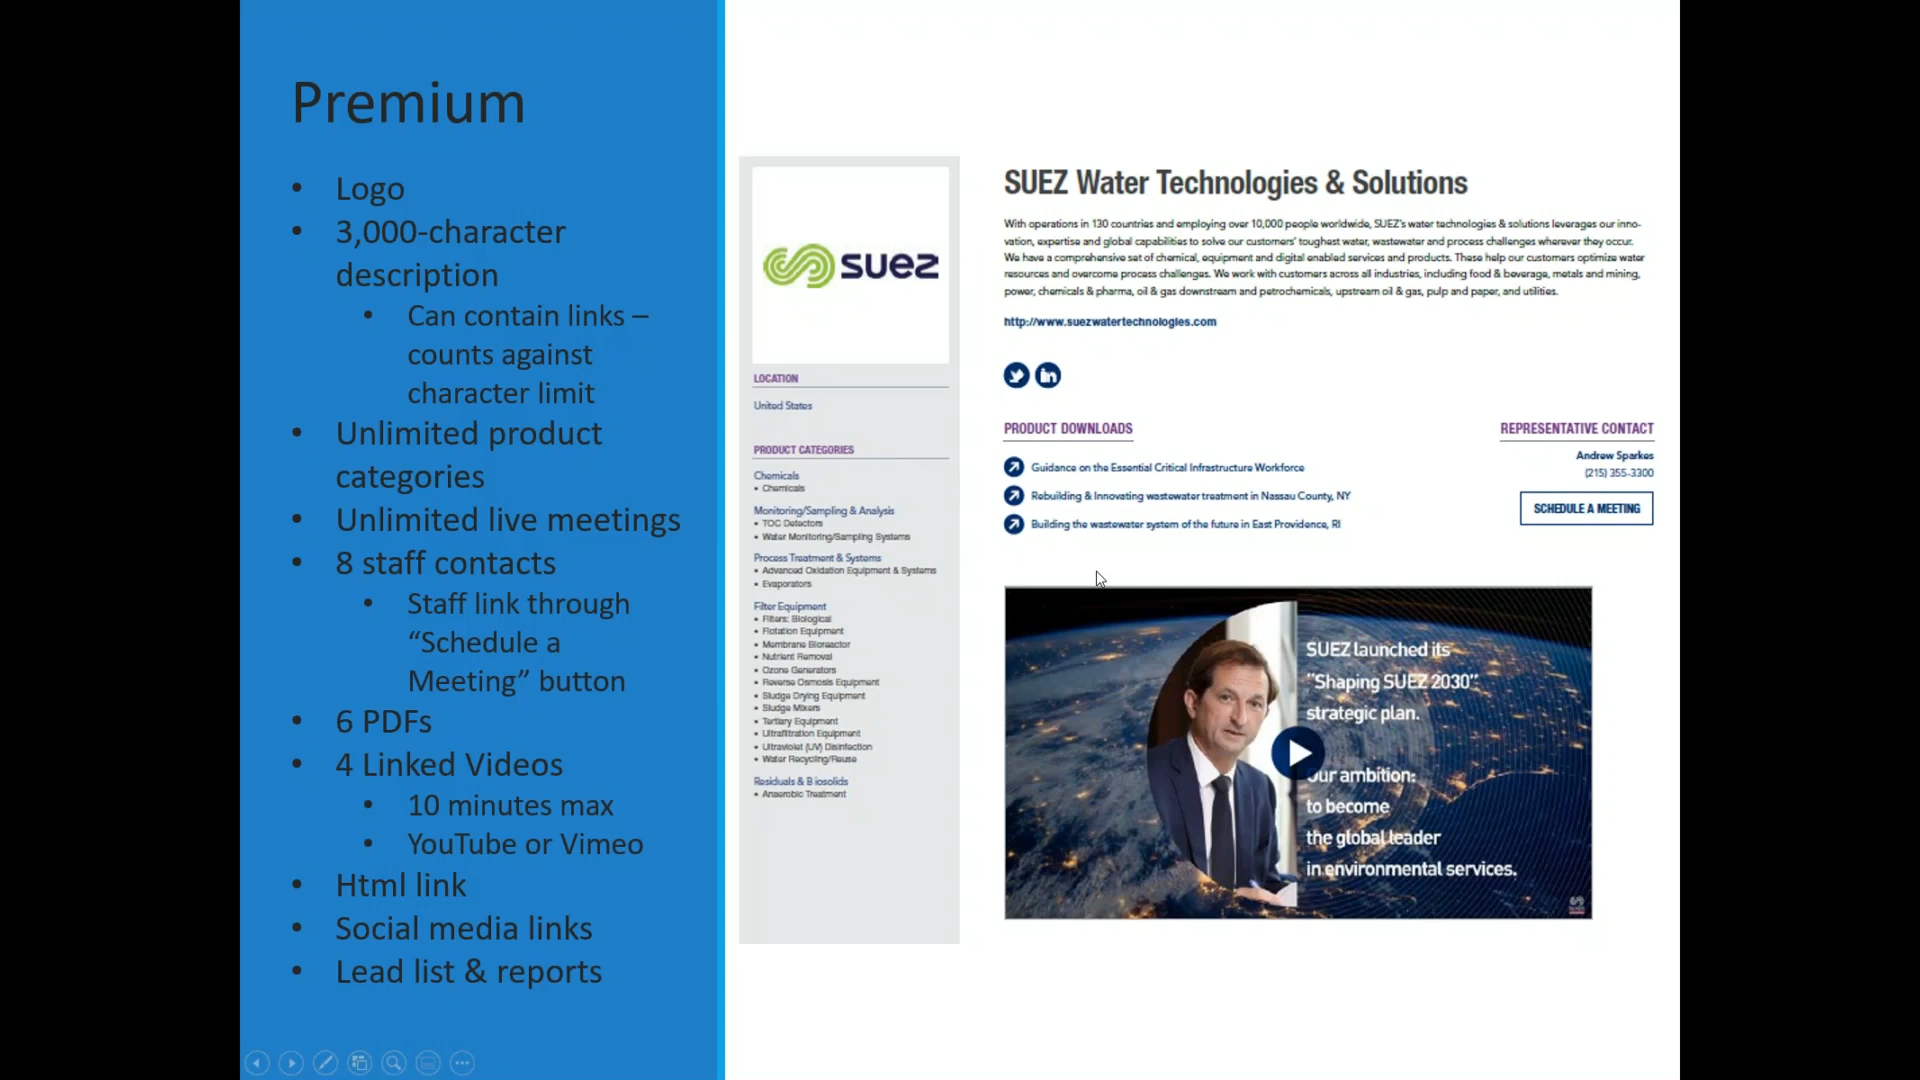 Premium
• Logo
• 3,000-character
description
• Can contain links –
counts against
character limit
• Unlimited product
categories
• Unlimited live meetings
• 8 staff contacts
• Staff link through
“Schedule a
Meeting” button
• 6 PDFs
• 4 Linked Videos
• 10 minutes max
• YouTube or Vimeo
• Html link
• Social media links
• Lead list & reports
suez
LOCATION
United States
PRODUCT CATEGORIES
Chemicals
• Chemicals
Monitoring/Sampling & Analysis
• TOC Detectors
• Water Monitoring/Sampling Systems
Process Treatment & Systems
• Advanced Oxidation Equipment & Systems
• Evaporators
Filter Equipment
• Filters: Biological
• Flotation Equipment
• Membrane Bioreactor
• Nutrient Removal
• Ozone Generators
• Reverse Osmosis Equipment
• Sludge Drying Equipment
• Sludge Mixers
• Tertiary Equipment
• Ultrafiltration Equipment
• Ultraviolet (UV) Disinfection
• Water Recycling/Reuse
Residuals & Biosolids
• Anaerobic Treatment
SUEZ Water Technologies & Solutions
With operations in 130 countries and employing over 10,000 people worldwide, SUEZ's water technologies & solutions leverages our inno-
vation, expertise and global capabilities to solve our customers' toughest water, wastewater and process challenges wherever they occur.
We have a comprehensive set of chemical, equipment and digital enabled services and products. These help our customers optimize water
resources and overcome process challenges. We work with customers across all industries, including food & beverage, metals and mining,
power, chemicals & pharma, oil & gas downstream and petrochemicals, upstream oil & gas, pulp and paper, and utilities.
http://www.suezwatertechnologies.com
in
PRODUCT DOWNLOADS
Guidance on the Essential Critical Infrastructure Workforce
Rebuilding & Innovating wastewater treatment in Nassau County, NY
Building the wastewater system of the future in East Providence, RI
REPRESENTATIVE CONTACT
Andrew Sparkes
(215) 355-3300
SCHEDULE A MEETING
SUEZ launched its
“Shaping SUEZ 2030”
strategic plan.
Our ambition:
to become
the global leader
in environmental services.